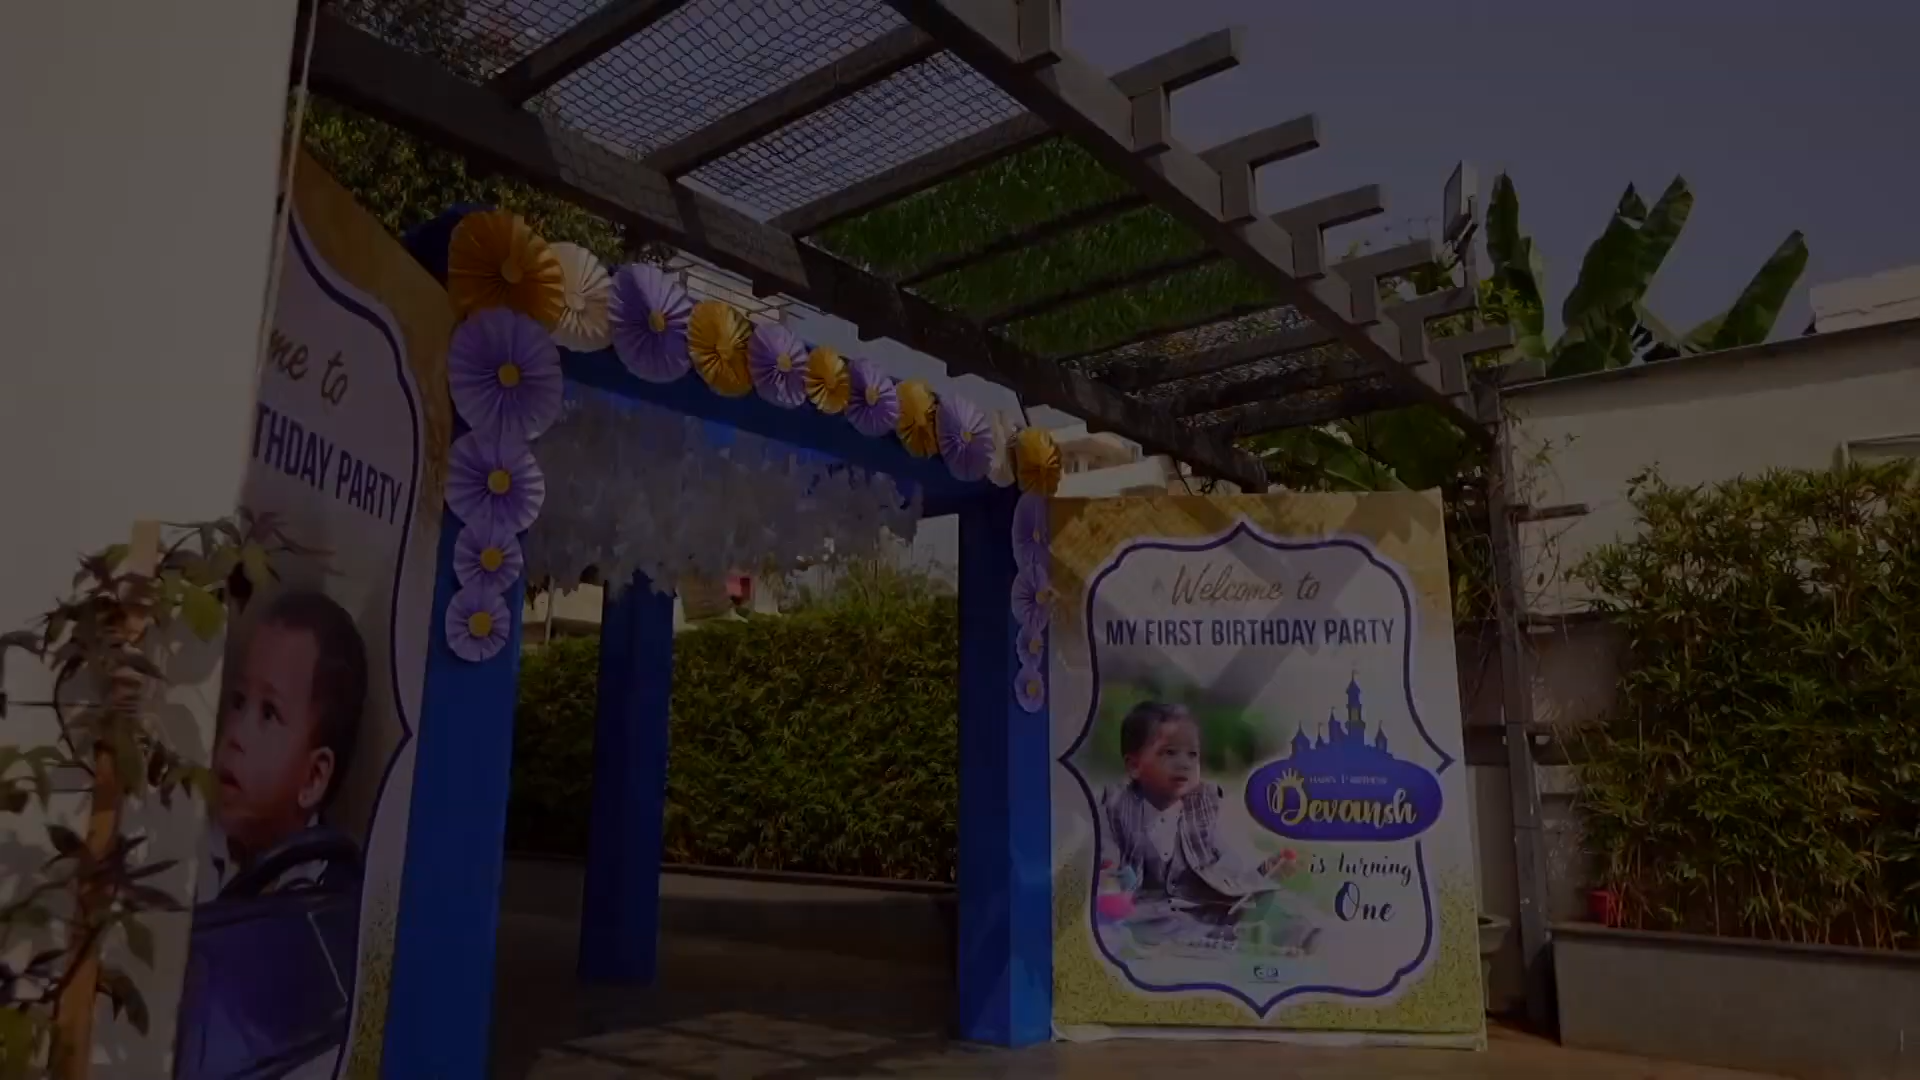 me to
THDAY PARTY
Welcome to
MY FIRST BIRTHDAY PARTY
Devansh
is turning
One